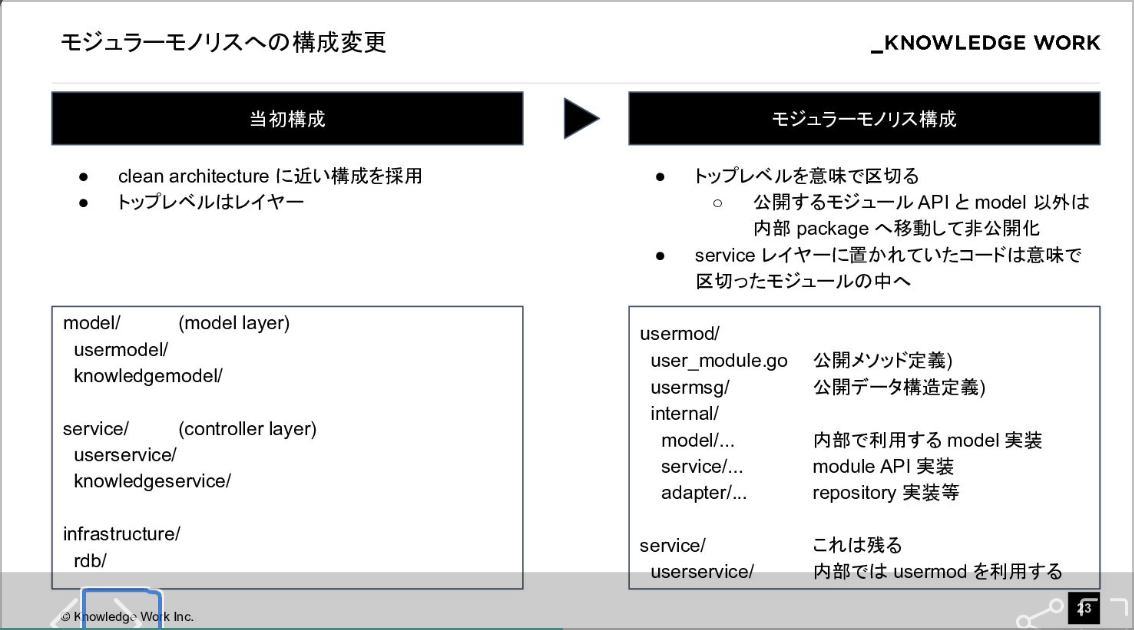 モジュラーモノリスへの構成変更
_KNOWLEDGE WORK
当初構成
● clean architecture に近い構成を採用
● トップレベルはレイヤー
model/ (model layer)
usermodel/
knowledgemodel/
service/ (controller layer)
userservice/
knowledgeservice/
infrastructure/
rdb/
モジュラーモノリス構成
● トップレベルを意味で区切る
○ 公開するモジュール API と model 以外は
内部 package へ移動して非公開化
● service レイヤーに置かれていたコードは意味で
区切ったモジュールの中へ
usermod/
user_module.go 公開メソッド定義)
usermsg/ 公開データ構造定義)
internal/
model/... 内部で利用する model 実装
service/... module API 実装
adapter/... repository 実装等
service/ これは残る
userservice/ 内部では usermod を利用する
© Knowledge Work Inc.
23